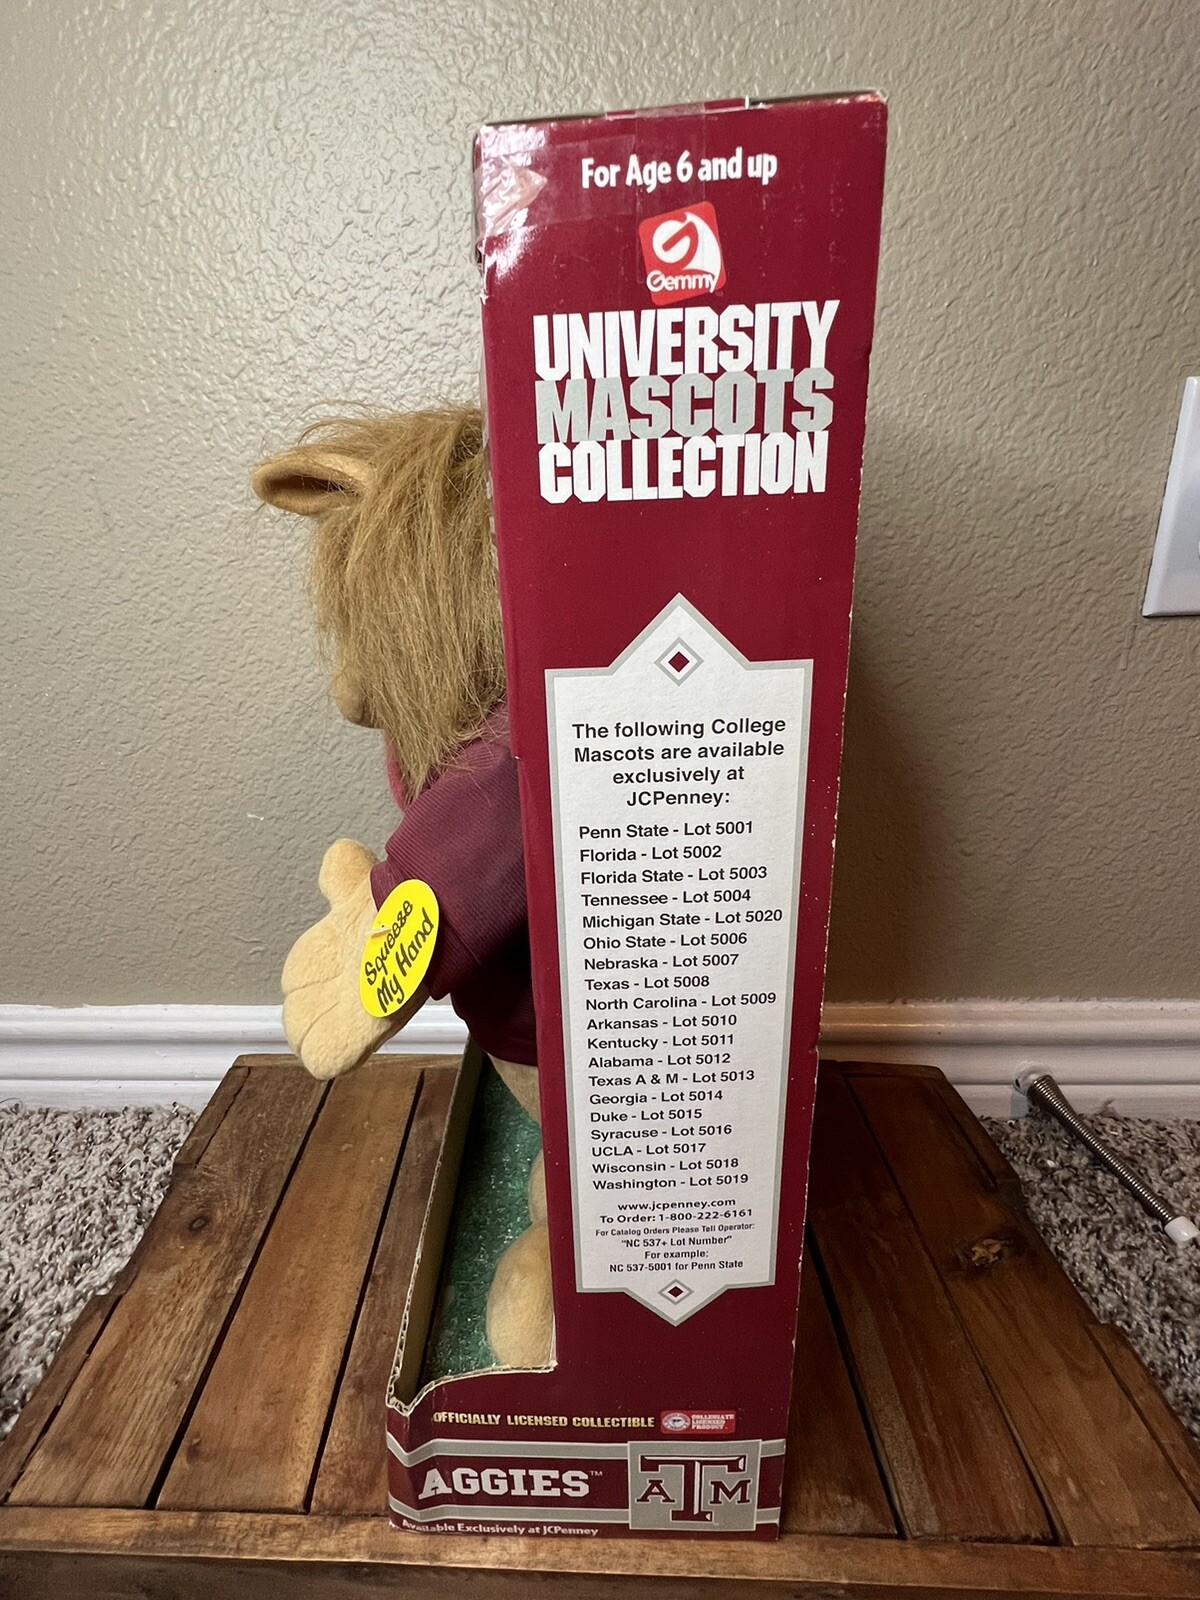 For Age 6 and up
Gemmy
UNIVERSITY
MASCOTS
COLLECTION
The following College
Mascots are available
exclusively at
JCPenney:
Penn State - Lot 5001
Florida - Lot 5002
Florida State - Lot 5003
Tennessee - Lot 5004
Michigan State - Lot 5020
Ohio State - Lot 5006
Nebraska - Lot 5007
Texas - Lot 5008
North Carolina - Lot 5009
Arkansas - Lot 5010
Kentucky - Lot 5011
Alabama - Lot 5012
Texas A & M - Lot 5013
Georgia - Lot 5014
Duke - Lot 5015
Syracuse - Lot 5016
UCLA - Lot 5017
Wisconsin - Lot 5018
Washington - Lot 5019
www.jcpenney.com
To Order: 1-800-222-6161
For Catalog Orders Please Tell Operator:
"NC 537+ Lot Number"
For example:
NC 537-5001 for Penn State
Squeeze
My Hand
OFFICIALLY LICENSED COLLECTIBLE
COLLEGIATE
LICENSED
PRODUCT
AGGIES™
ATM
Available Exclusively at JCPenney